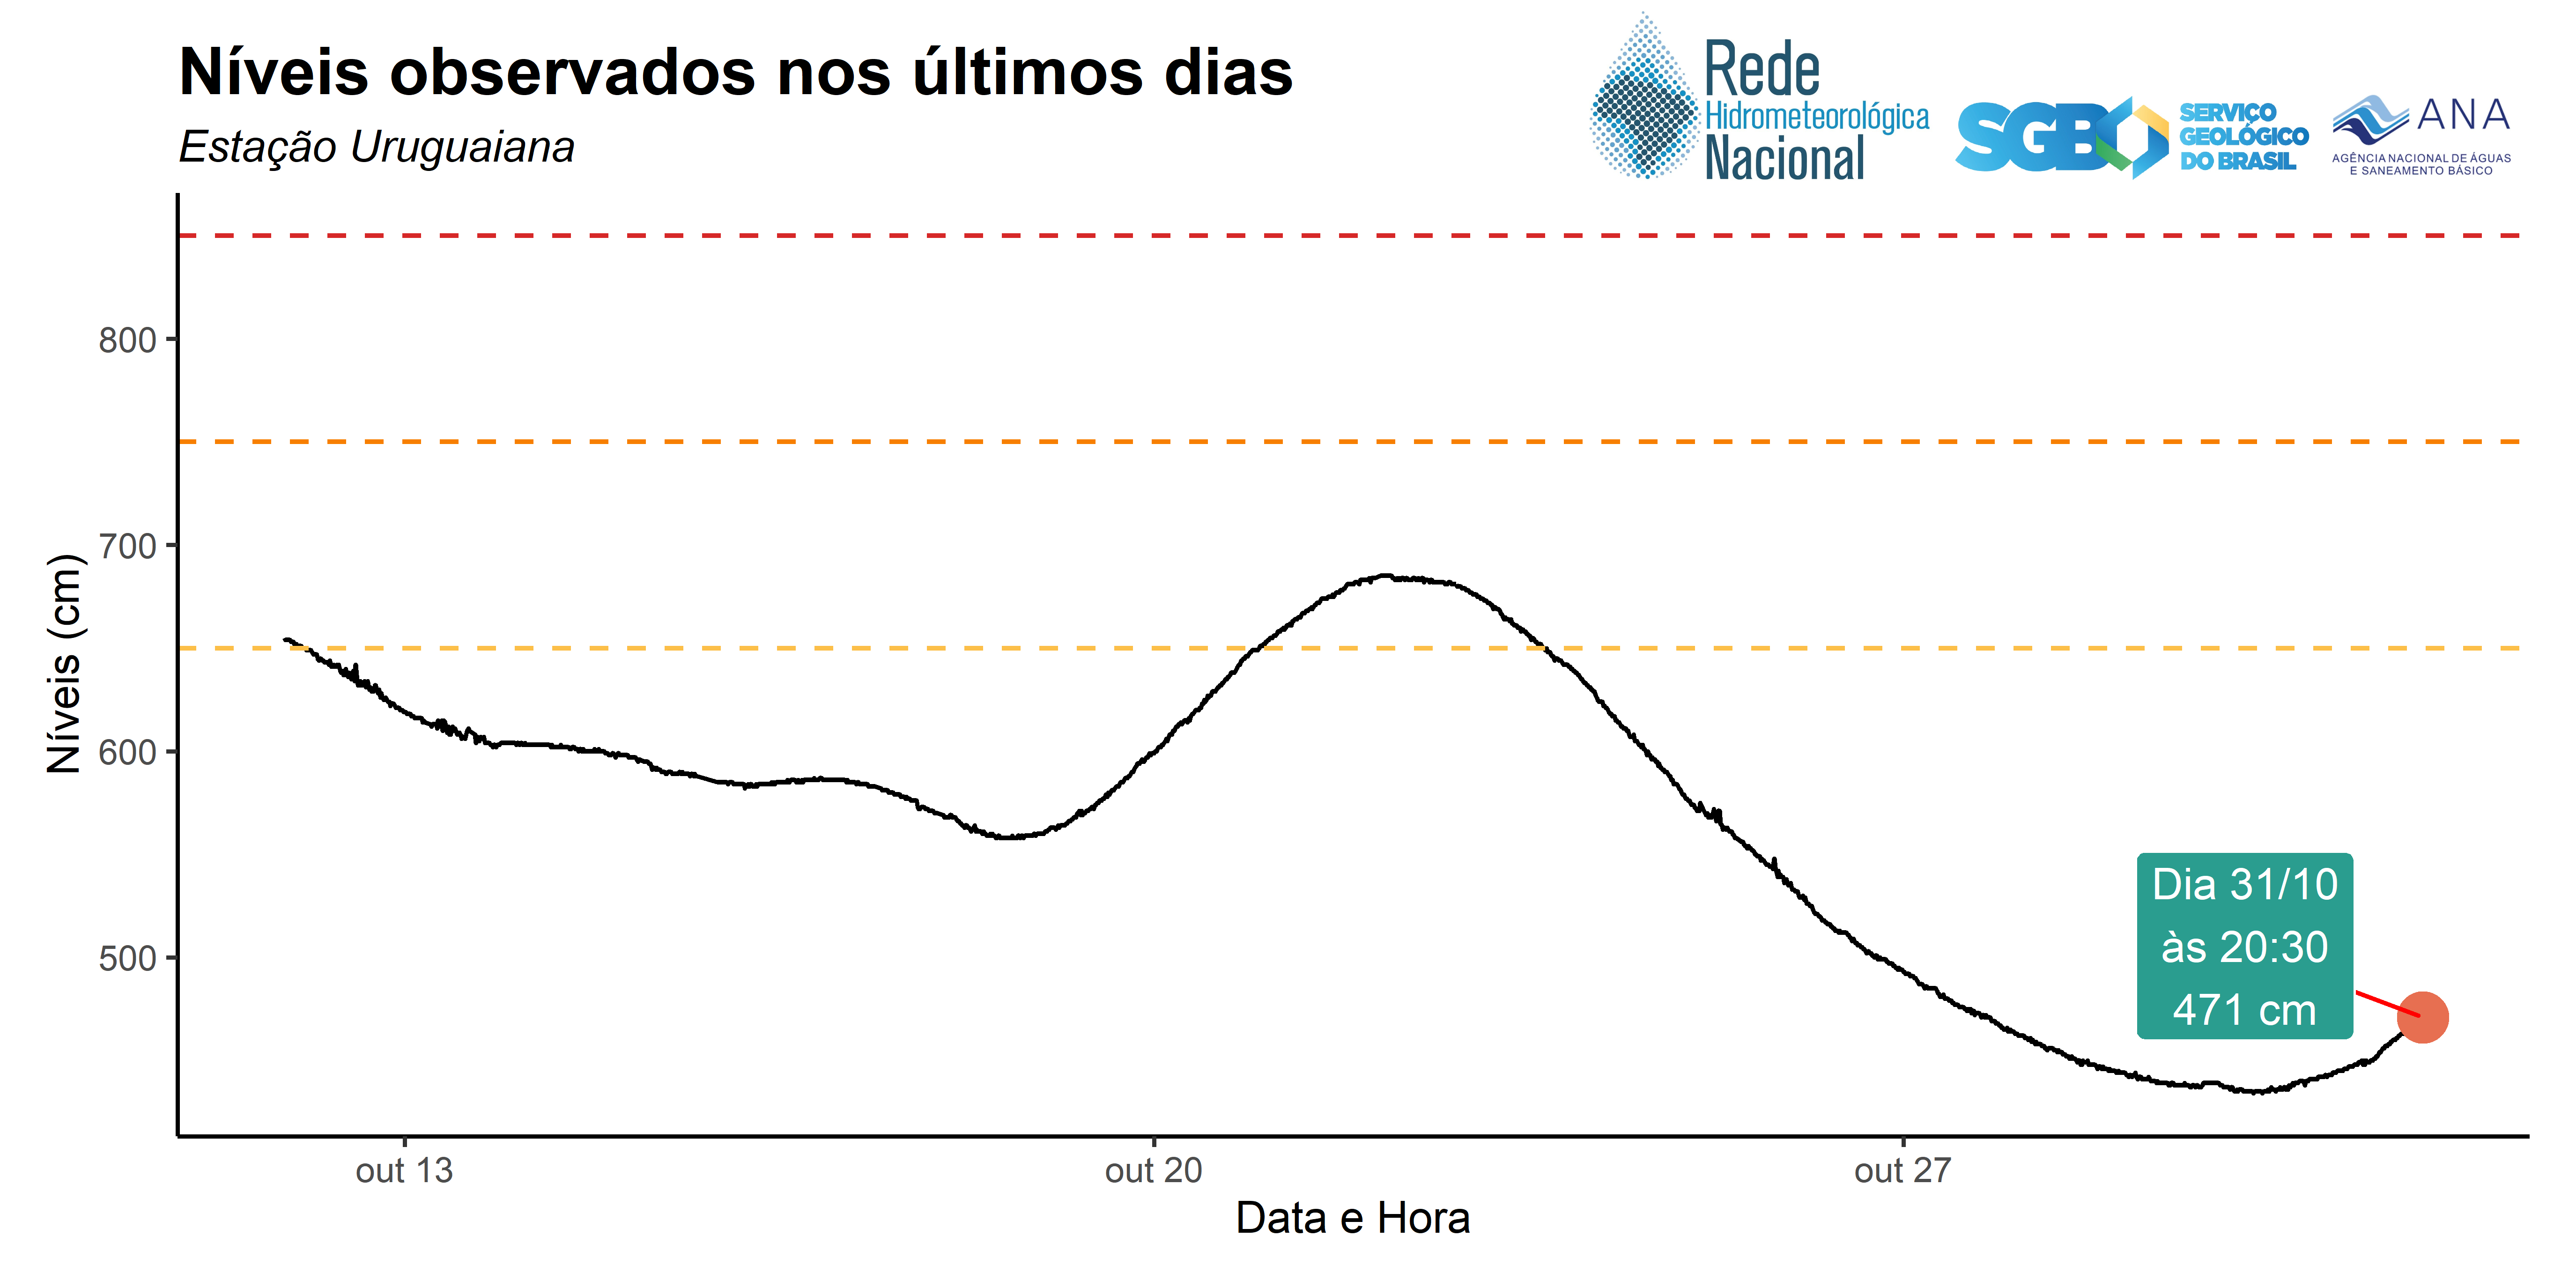 Níveis observados nos últimos dias
Estação Uruguaiana
Rede
Hidrometeorológica
Nacional
SGB
SERVIÇO
GEOLÓGICO
DO BRASIL
ANA
AGÊNCIA NACIONAL DE ÁGUAS
E SANEAMENTO BÁSICO
800
700
600
500
Níveis (cm)
Dia 31/10
às 20:30
471 cm
out 13
out 20
out 27
Data e Hora